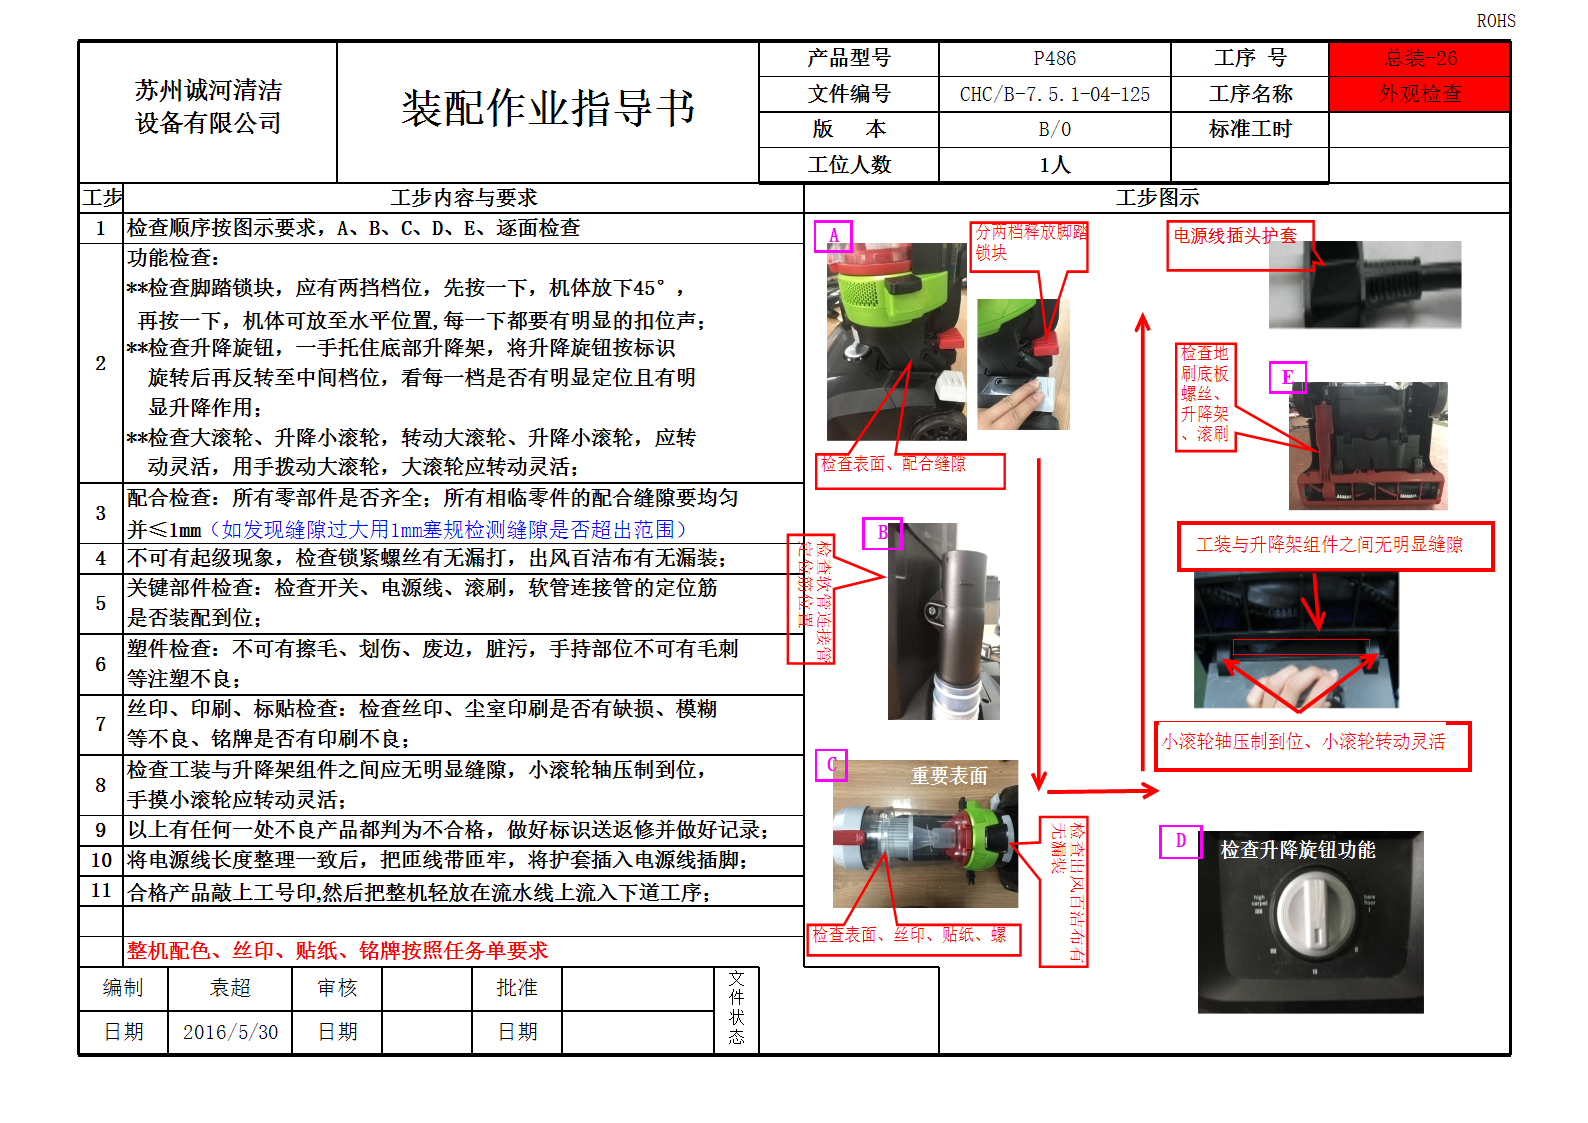 ROHS
苏州诚河清洁
设备有限公司
装配作业指导书
产品型号 P486 工序 号 总装-26
文件编号 CHC/B-7.5.1-04-125 工序名称 外观检查
版 本 B/0 标准工时
工位人数 1人
工步 工步内容与要求 工步图示
1 检查顺序按图示要求，A、B、C、D、E、逐面检查
2
功能检查：
**检查脚踏锁块，应有两挡档位，先按一下，机体放下45°，
再按一下，机体可放至水平位置,每一下都要有明显的扣位声；
**检查升降旋钮，一手托住底部升降架，将升降旋钮按标识
旋转后再反转至中间档位，看每一档是否有明显定位且有明
显升降作用；
**检查大滚轮、升降小滚轮，转动大滚轮、升降小滚轮，应转
动灵活，用手拨动大滚轮，大滚轮应转动灵活；
3
配合检查：所有零部件是否齐全；所有相临零件的配合缝隙要均匀
并≤1mm（如发现缝隙过大用1mm塞规检测缝隙是否超出范围）
4 不可有起级现象，检查锁紧螺丝有无漏打，出风百洁布有无漏装；
5
关键部件检查：检查开关、电源线、滚刷，软管连接管的定位筋
是否装配到位；
6
塑件检查：不可有擦毛、划伤、废边，脏污，手持部位不可有毛刺
等注塑不良；
7
丝印、印刷、标贴检查：检查丝印、尘室印刷是否有缺损、模糊
等不良、铭牌是否有印刷不良；
8
检查工装与升降架组件之间应无明显缝隙，小滚轮轴压制到位，
手摸小滚轮应转动灵活；
9 以上有任何一处不良产品都判为不合格，做好标识送返修并做好记录；
10 将电源线长度整理一致后，把匝线带匝牢，将护套插入电源线插脚；
11 合格产品敲上工号印,然后把整机轻放在流水线上流入下道工序；
整机配色、丝印、贴纸、铭牌按照任务单要求
编制 袁超 审核 批准
日期 2016/5/30 日期 日期
文件状态
A
分两档释放脚踏
锁块
检查表面、配合缝隙
B
检查软管连接管
定位筋位置
C
重要表面
检查表面、丝印、贴纸、螺
检查出风百洁布有
无漏装
电源线插头护套
E
检查地
刷底板
螺丝、
升降架
、滚刷
工装与升降架组件之间无明显缝隙
小滚轮轴压制到位、小滚轮转动灵活
D
检查升降旋钮功能
high
carpet
IIII
bare
floor
I
III
II
II